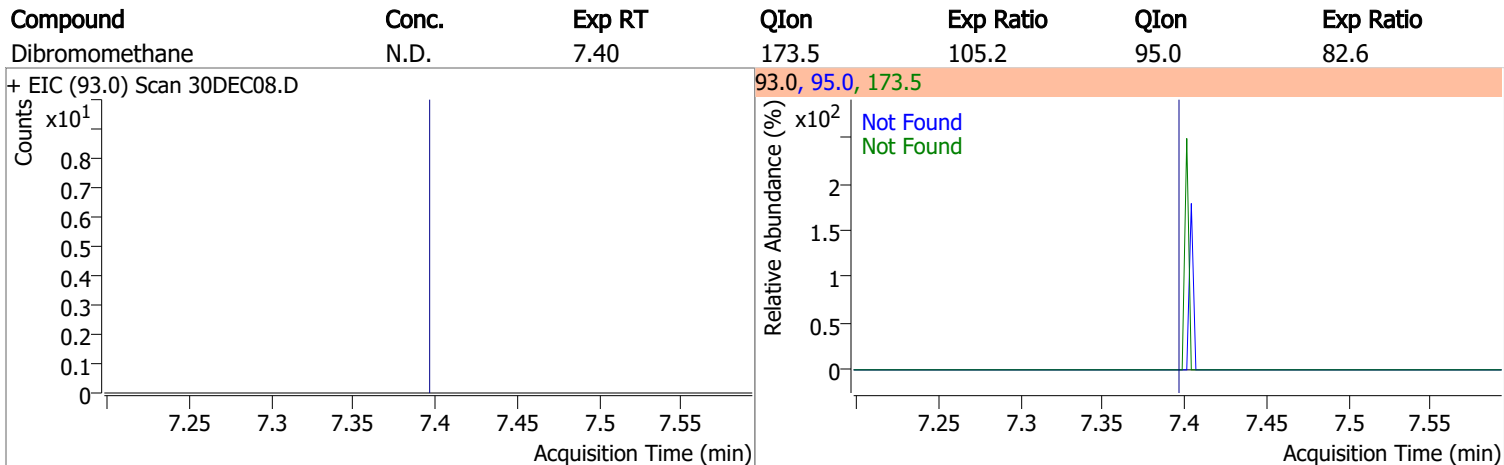 Compound Conc. Exp RT QIon Exp Ratio QIon Exp Ratio
Dibromomethane N.D. 7.40 173.5 105.2 95.0 82.6
+ EIC (93.0) Scan 30DEC08.D
Counts
x10¹
0.8
0.7
0.6
0.5
0.4
0.3
0.2
0.1
0
7.25 7.3 7.35 7.4 7.45 7.5 7.55
Acquisition Time (min)
93.0, 95.0, 173.5
Relative Abundance (%)
x10²
Not Found
Not Found
2
1.5
1
0.5
0
7.25 7.3 7.35 7.4 7.45 7.5 7.55
Acquisition Time (min)